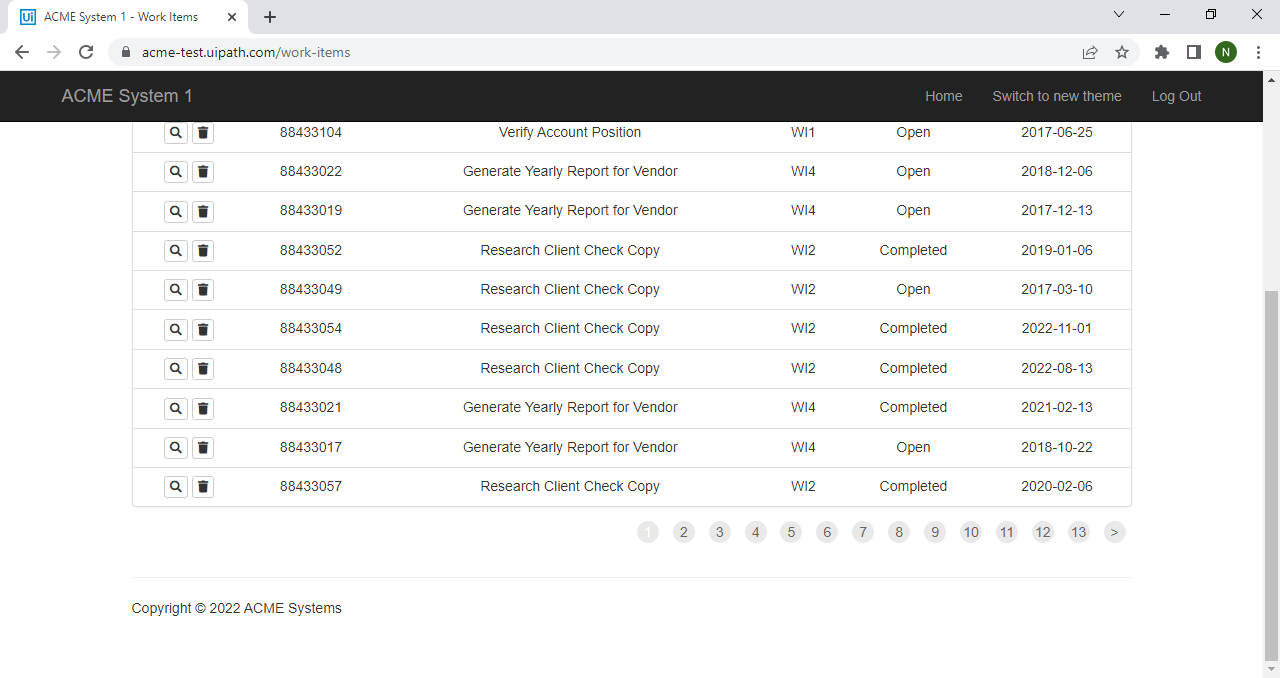 ACME System 1 - Work Items
acme-test.uipath.com/work-items
N
ACME System 1 Home Switch to new theme Log Out
88433104 Verify Account Position WI1 Open 2017-06-25
88433022 Generate Yearly Report for Vendor WI4 Open 2018-12-06
88433019 Generate Yearly Report for Vendor WI4 Open 2017-12-13
88433052 Research Client Check Copy WI2 Completed 2019-01-06
88433049 Research Client Check Copy WI2 Open 2017-03-10
88433054 Research Client Check Copy WI2 Completed 2022-11-01
88433048 Research Client Check Copy WI2 Completed 2022-08-13
88433021 Generate Yearly Report for Vendor WI4 Completed 2021-02-13
88433017 Generate Yearly Report for Vendor WI4 Open 2018-10-22
88433057 Research Client Check Copy WI2 Completed 2020-02-06
1 2 3 4 5 6 7 8 9 10 11 12 13 >
Copyright © 2022 ACME Systems